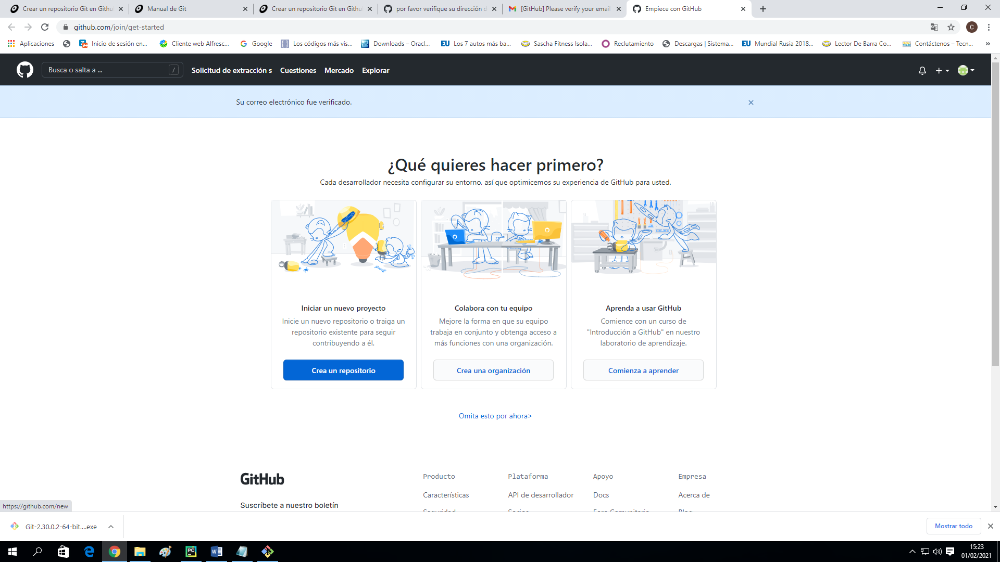 Crear un repositorio Git en Githu
Manual de Git
Crear un repositorio Git en Githu
por favor verifique su dirección d
[GitHub] Please verify your email
Empiece con GitHub
github.com/join/get-started
C
Aplicaciones
Inicio de sesión en...
Cliente web Alfresc...
Google
Los códigos más vis...
Downloads – Oracl...
EU Los 7 autos más ba...
Sascha Fitness Isola...
Reclutamiento
Descargas | Sistema...
EU Mundial Rusia 2018...
Lector De Barra Co...
Contáctenos – Tecn...
»
Busca o salta a ...
/
Solicitud de extracción s
Cuestiones
Mercado
Explorar
Su correo electrónico fue verificado.
¿Qué quieres hacer primero?
Cada desarrollador necesita configurar su entorno, así que optimicemos su experiencia de GitHub para usted.
Iniciar un nuevo proyecto
Inicie un nuevo repositorio o traiga un
repositorio existente para seguir
contribuyendo a él.
Crea un repositorio
Colabora con tu equipo
Mejore la forma en que su equipo
trabaja en conjunto y obtenga acceso a
más funciones con una organización.
Crea una organización
Aprenda a usar GitHub
Comience con un curso de
"Introducción a GitHub" en nuestro
laboratorio de aprendizaje.
Comienza a aprender
Omita esto por ahora>
GitHub
Suscríbete a nuestro boletín
Producto
Características
Seguridad
Plataforma
API de desarrollador
Socios
Apoyo
Docs
Foro Comunitario
Empresa
Acerca de
Blog
https://github.com/new
Git-2.30.0.2-64-bit....exe
Mostrar todo
15:23
01/02/2021